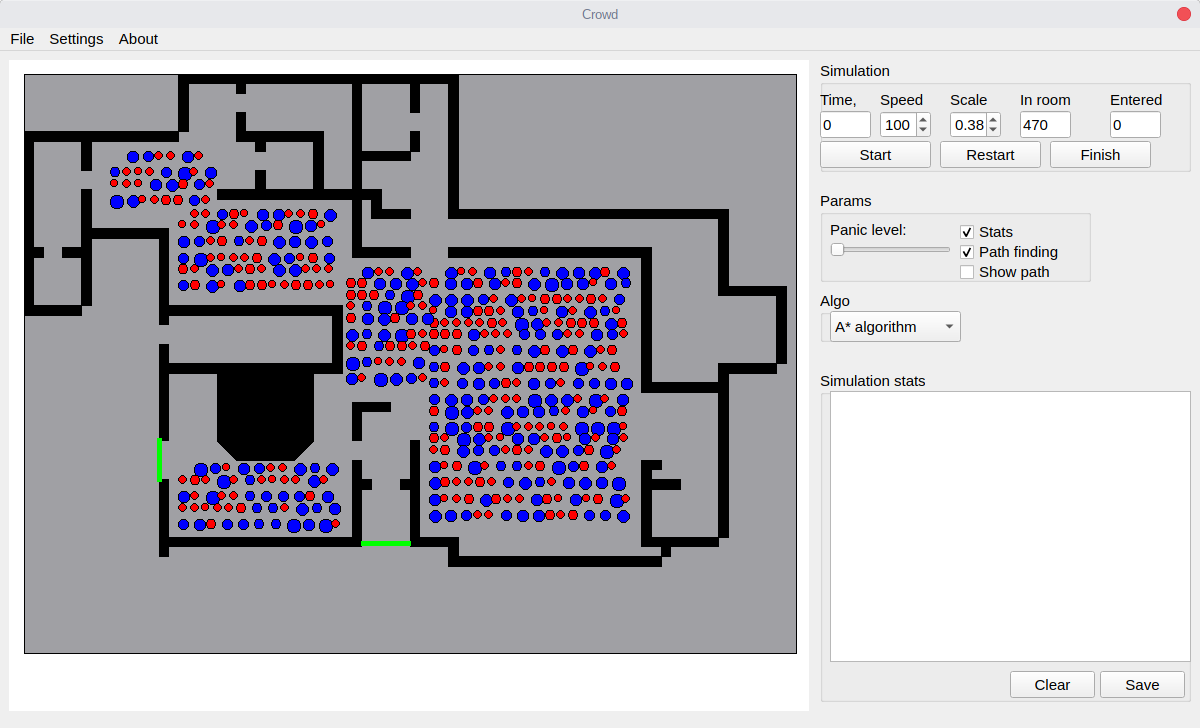 Crowd
File Settings About
Simulation
Time, Speed Scale In room Entered
0 100 0.38 470 0
Start Restart Finish
Params
Panic level: Stats
Path finding
Show path
Algo
A* algorithm
Simulation stats
Clear Save